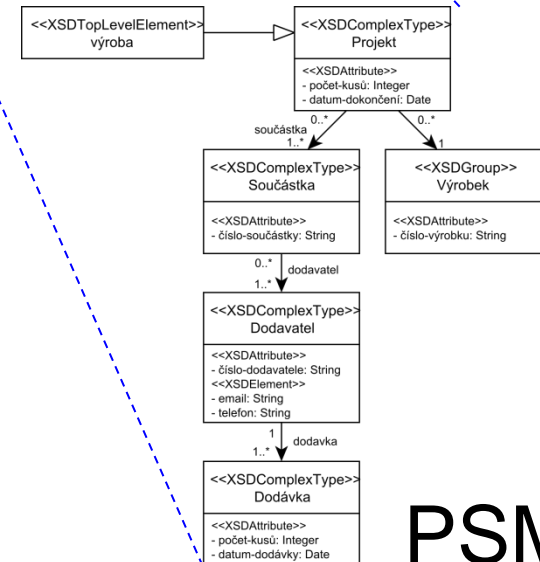 <<XSDTopLevelElement>>
výroba
<<XSDComplexType>>
Projekt
<<XSDAttribute>>
- počet-kusů: Integer
- datum-dokončení: Date
0..*
0..*
součástka
1..*
1
<<XSDComplexType>>
Součástka
<<XSDAttribute>>
- číslo-součástky: String
<<XSDGroup>>
Výrobek
<<XSDAttribute>>
- číslo-výrobku: String
0..*
dodavatel
1..*
<<XSDComplexType>>
Dodavatel
<<XSDAttribute>>
- číslo-dodavatele: String
<<XSDElement>>
- email: String
- telefon: String
1
dodavka
1..*
<<XSDComplexType>>
Dodávka
<<XSDAttribute>>
- počet-kusů: Integer
- datum-dodávky: Date
PSM